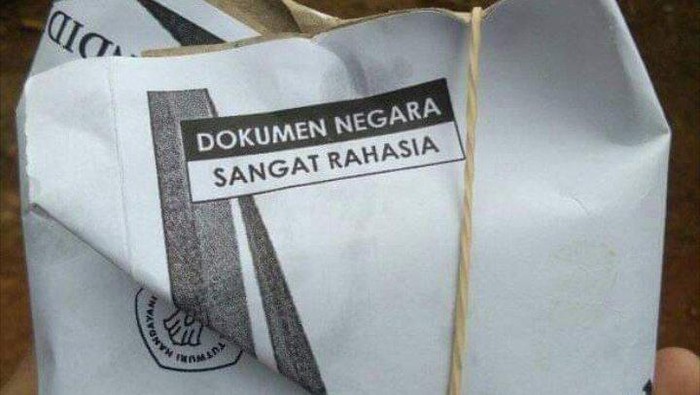 DOKUMEN NEGARA
SANGAT RAHASIA
TUTWURI HANDAYANI